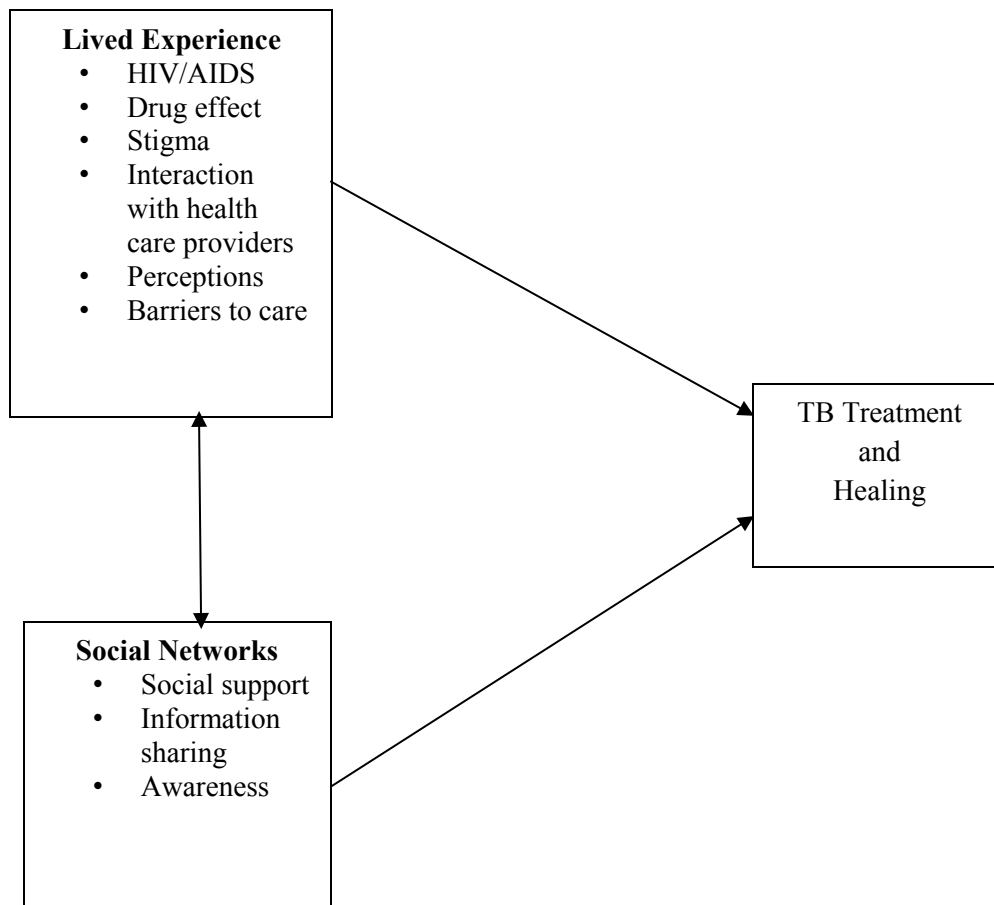 Lived Experience
• HIV/AIDS
• Drug effect
• Stigma
• Interaction
with health
care providers
• Perceptions
• Barriers to care
TB Treatment
and
Healing
Social Networks
• Social support
• Information
sharing
• Awareness